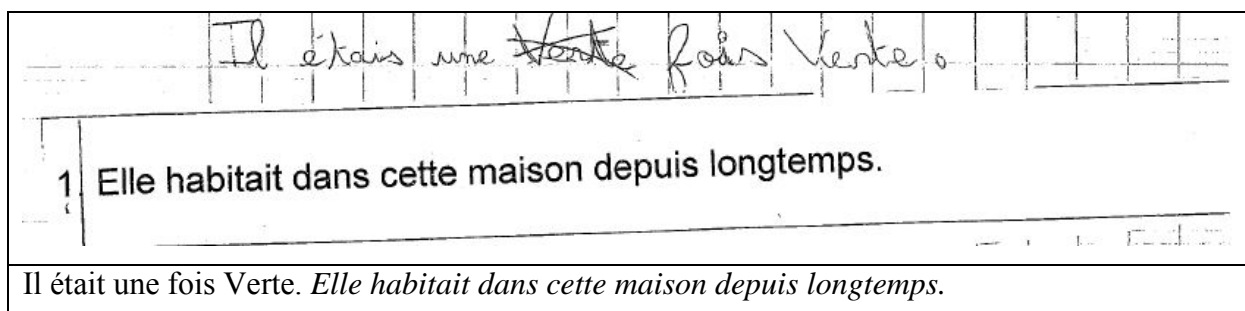 Il étais une Verte fois Verte.
1 Elle habitait dans cette maison depuis longtemps.
Il était une fois Verte. Elle habitait dans cette maison depuis longtemps.